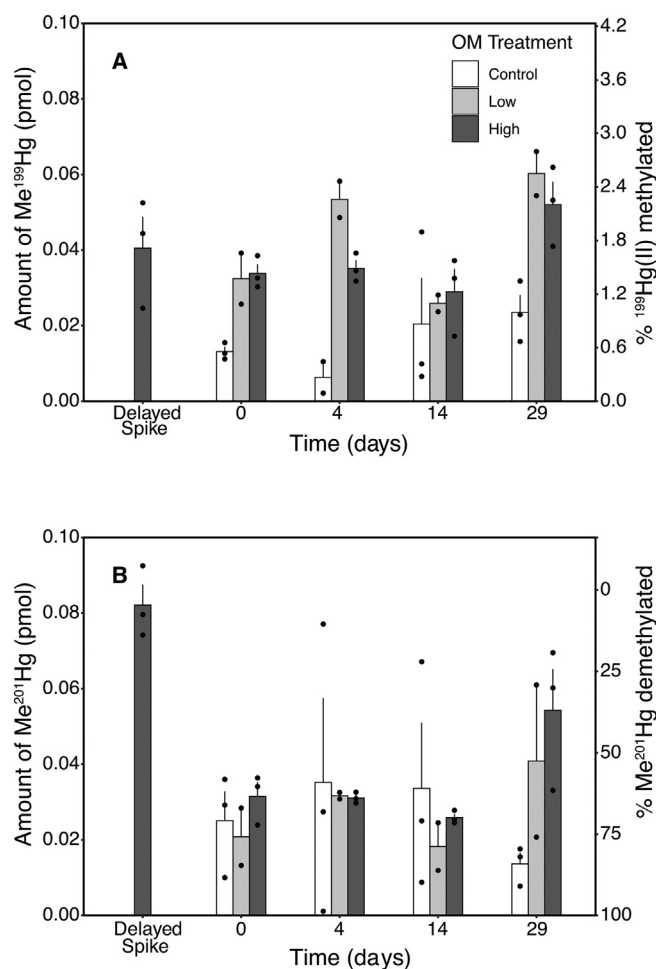 A
OM Treatment
Control
Low
High
Amount of Me¹⁹⁹Hg (pmol)
0.10
0.08
0.06
0.04
0.02
0.00
% ¹⁹⁹Hg(II) methylated
4.2
3.6
3.0
2.4
1.8
1.2
0.6
0.0
Delayed
Spike
0
4
14
29
Time (days)
B
Amount of Me²⁰¹Hg (pmol)
0.10
0.08
0.06
0.04
0.02
0.00
% Me²⁰¹Hg demethylated
0
25
50
75
100
Delayed
Spike
0
4
14
29
Time (days)